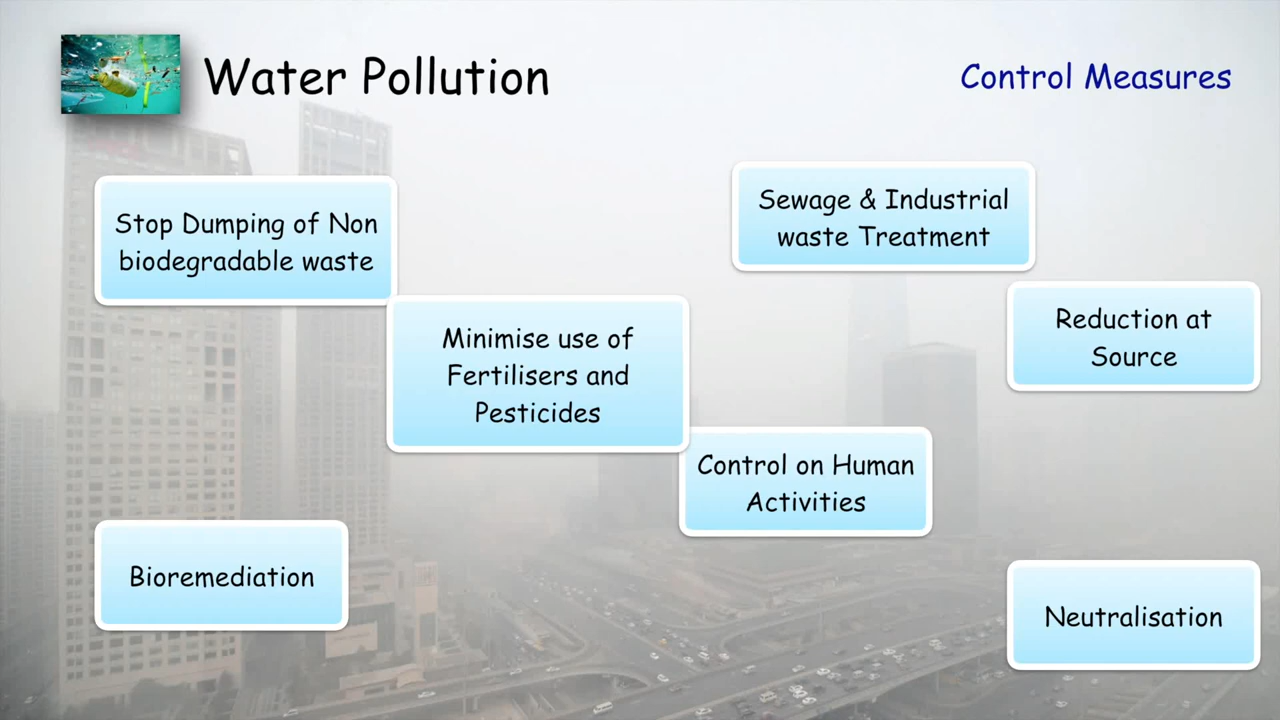 Water Pollution
Control Measures
Stop Dumping of Non
biodegradable waste
Sewage & Industrial
waste Treatment
Minimise use of
Fertilisers and
Pesticides
Reduction at
Source
Control on Human
Activities
Bioremediation
Neutralisation